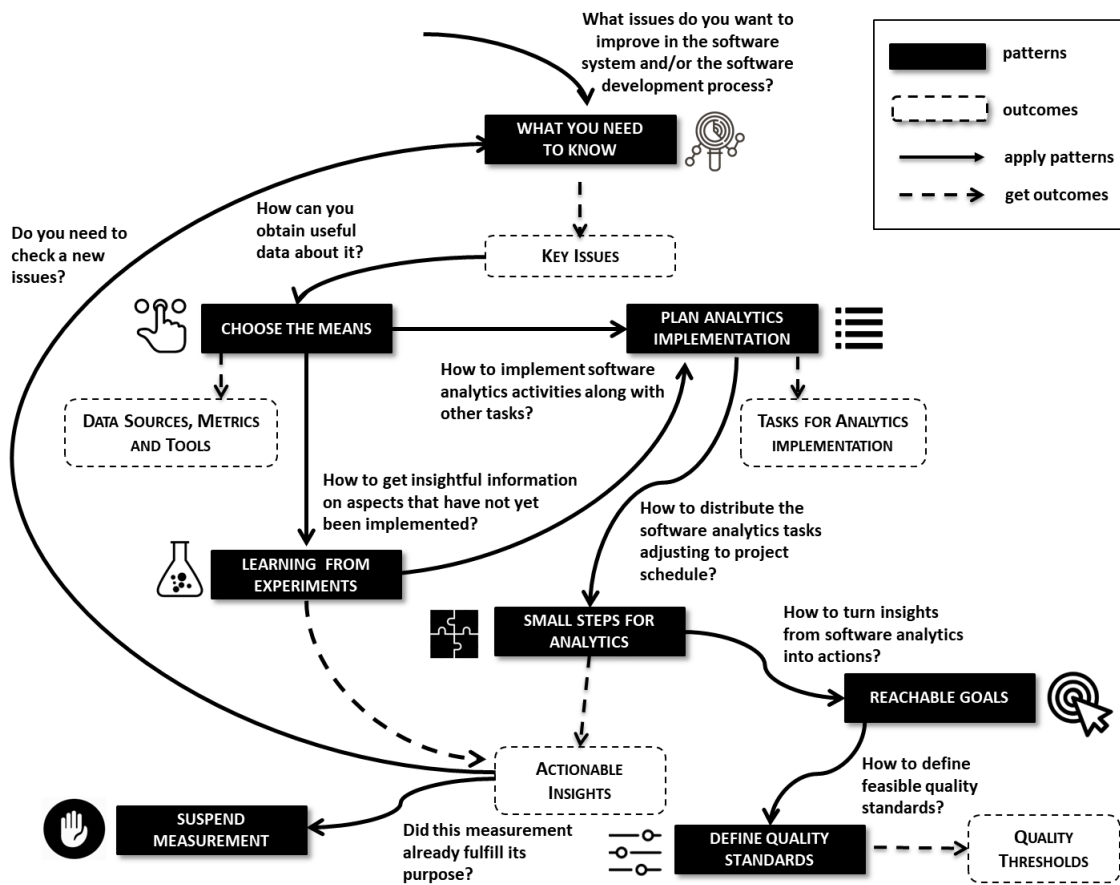 What issues do you want to
improve in the software
system and/or the software
development process?
patterns
outcomes
apply patterns
get outcomes
WHAT YOU NEED
TO KNOW
How can you
obtain useful
data about it?
Do you need to
check a new
issues?
KEY ISSUES
CHOOSE THE MEANS
PLAN ANALYTICS
IMPLEMENTATION
How to implement software
analytics activities along with
other tasks?
DATA SOURCES, METRICS
AND TOOLS
TASKS FOR ANALYTICS
IMPLEMENTATION
How to get insightful information
on aspects that have not yet
been implemented?
How to distribute the
software analytics tasks
adjusting to project
schedule?
LEARNING FROM
EXPERIMENTS
SMALL STEPS FOR
ANALYTICS
How to turn insights
from software analytics
into actions?
REACHABLE GOALS
ACTIONABLE
INSIGHTS
How to define
feasible quality
standards?
SUSPEND
MEASUREMENT
Did this measurement
already fulfill its
purpose?
DEFINE QUALITY
STANDARDS
QUALITY
THRESHOLDS